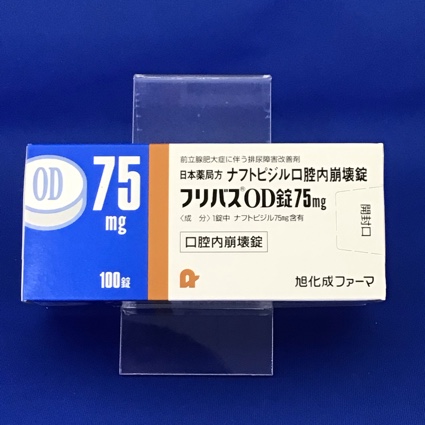 OD
75
mg
100錠
前立腺肥大症に伴う排尿障害改善剤
日本薬局方 ナフトピジル口腔内崩壊錠
フリバス®OD錠75mg
〈成 分〉1錠中 ナフトピジル75mg含有
口腔内崩壊錠
開封口
旭化成ファーマ